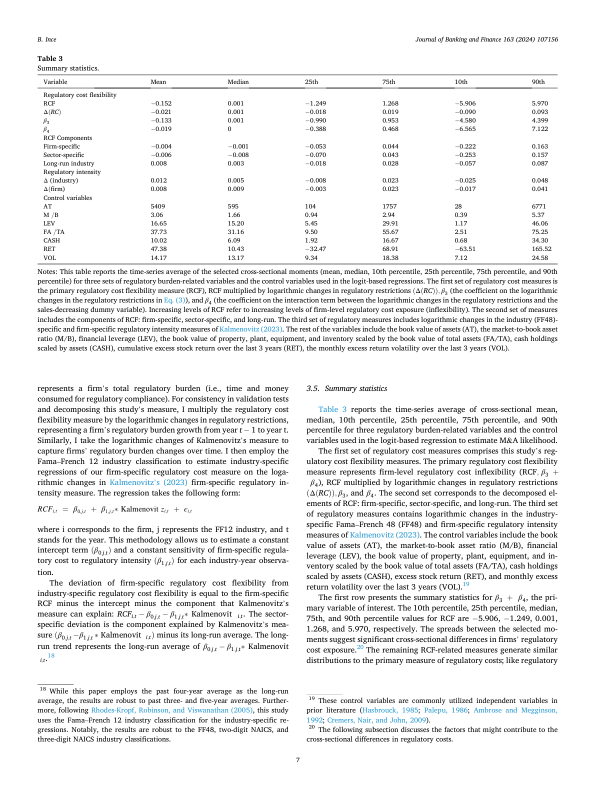 B. Ince
Journal of Banking and Finance 163 (2024) 107156
Table 3
Summary statistics.
Variable Mean Median 25th 75th 10th 90th
Regulatory cost flexibility
RCF −0.152 0.001 −1.249 1.268 −5.906 5.970
Δ(RC) −0.021 0.001 −0.018 0.019 −0.090 0.093
β3 −0.133 0.001 −0.990 0.953 −4.580 4.399
β4 −0.019 0 −0.388 0.468 −6.565 7.122
RCF Components
Firm-specific −0.004 −0.001 −0.053 0.044 −0.222 0.163
Sector-specific −0.006 −0.008 −0.070 0.043 −0.253 0.157
Long-run industry 0.008 0.003 −0.018 0.028 −0.057 0.087
Regulatory intensity
Δ (industry) 0.012 0.005 −0.008 0.023 −0.025 0.048
Δ(firm) 0.008 0.009 −0.003 0.023 −0.017 0.041
Control variables
AT 5409 595 104 1757 28 6771
M /B 3.06 1.66 0.94 2.94 0.39 5.37
LEV 16.65 15.20 5.45 29.91 1.17 46.06
FA /TA 37.73 31.16 9.50 55.67 2.51 75.25
CASH 10.02 6.09 1.92 16.67 0.68 34.30
RET 47.38 10.43 −32.47 68.91 −63.51 165.52
VOL 14.17 13.17 9.34 18.38 7.12 24.58
Notes: This table reports the time-series average of the selected cross-sectional moments (mean, median, 10th percentile, 25th percentile, 75th percentile, and 90th
percentile) for three sets of regulatory burden-related variables and the control variables used in the logit-based regressions. The first set of regulatory cost measures is
the primary regulatory cost flexibility measure (RCF), RCF multiplied by logarithmic changes in regulatory restrictions (Δ(RC)). β3 (the coefficient on the logarithmic
changes in the regulatory restrictions in Eq. (3)), and β4 (the coefficient on the interaction term between the logarithmic changes in the regulatory restrictions and the
sales-decreasing dummy variable). Increasing levels of RCF refer to increasing levels of firm-level regulatory cost exposure (inflexibility). The second set of measures
includes the components of RCF: firm-specific, sector-specific, and long-run. The third set of regulatory measures includes logarithmic changes in the industry (FF48)-
specific and firm-specific regulatory intensity measures of Kalmenovitz (2023). The rest of the variables include the book value of assets (AT), the market-to-book asset
ratio (M/B), financial leverage (LEV), the book value of property, plant, equipment, and inventory scaled by the book value of total assets (FA/TA), cash holdings
scaled by assets (CASH), cumulative excess stock return over the last 3 years (RET), the monthly excess return volatility over the last 3 years (VOL).
represents a firm's total regulatory burden (i.e., time and money
consumed for regulatory compliance). For consistency in validation tests
and decomposing this study's measure, I multiply the regulatory cost
flexibility measure by the logarithmic changes in regulatory restrictions,
representing a firm's regulatory burden growth from year t − 1 to year t.
Similarly, I take the logarithmic changes of Kalmenovitz's measure to
capture firms' regulatory burden changes over time. I then employ the
Fama–French 12 industry classification to estimate industry-specific
regressions of our firm-specific regulatory cost measure on the loga-
rithmic changes in Kalmenovitz's (2023) firm-specific regulatory in-
tensity measure. The regression takes the following form:
RCFi,t = β0,j,t + β1,j,t∗ Kalmenovit zi,t + ei,t
where i corresponds to the firm, j represents the FF12 industry, and t
stands for the year. This methodology allows us to estimate a constant
intercept term (β0,j,t) and a constant sensitivity of firm-specific regula-
tory cost to regulatory intensity (β1,j,t) for each industry-year observa-
tion.
The deviation of firm-specific regulatory cost flexibility from
industry-specific regulatory cost flexibility is equal to the firm-specific
RCF minus the intercept minus the component that Kalmenovitz's
measure can explain: RCFi,t − β0,j,t − β1,j,t∗ Kalmenovit i,t. The sector-
specific deviation is the component explained by Kalmenovitz's mea-
sure (β0,j,t−β1,j,t∗ Kalmenovit i,t) minus its long-run average. The long-
run trend represents the long-run average of β0,j,t−β1,j,t∗ Kalmenovit
i,t.18
18 While this paper employs the past four-year average as the long-run
average, the results are robust to past three- and five-year averages. Further-
more, following Rhodes-Kropf, Robinson, and Viswanathan (2005), this study
uses the Fama–French 12 industry classification for the industry-specific re-
gressions. Notably, the results are robust to the FF48, two-digit NAICS, and
three-digit NAICS industry classifications.
3.5. Summary statistics
Table 3 reports the time-series average of cross-sectional mean,
median, 10th percentile, 25th percentile, 75th percentile, and 90th
percentile for three regulatory burden-related variables and the control
variables used in the logit-based regression to estimate M&A likelihood.
The first set of regulatory cost measures comprises this study's reg-
ulatory cost flexibility measures. The primary regulatory cost flexibility
measure represents firm-level regulatory cost inflexibility (RCF, β3 +
β4), RCF multiplied by logarithmic changes in regulatory restrictions
(Δ(RC)), β3, and β4. The second set corresponds to the decomposed el-
ements of RCF: firm-specific, sector-specific, and long-run. The third set
of regulatory measures contains logarithmic changes in the industry-
specific Fama–French 48 (FF48) and firm-specific regulatory intensity
measures of Kalmenovitz (2023). The control variables include the book
value of assets (AT), the market-to-book asset ratio (M/B), financial
leverage (LEV), the book value of property, plant, equipment, and in-
ventory scaled by the book value of total assets (FA/TA), cash holdings
scaled by assets (CASH), excess stock return (RET), and monthly excess
return volatility over the last 3 years (VOL).19
The first row presents the summary statistics for β3 + β4, the pri-
mary variable of interest. The 10th percentile, 25th percentile, median,
75th, and 90th percentile values for RCF are −5.906, −1.249, 0.001,
1.268, and 5.970, respectively. The spreads between the selected mo-
ments suggest significant cross-sectional differences in firms' regulatory
cost exposure.20 The remaining RCF-related measures generate similar
distributions to the primary measure of regulatory costs; like regulatory
19 These control variables are commonly utilized independent variables in
prior literature (Hasbrouck, 1985; Palepu, 1986; Ambrose and Megginson,
1992; Cremers, Nair, and John, 2009).
20 The following subsection discusses the factors that might contribute to the
cross-sectional differences in regulatory costs.
7